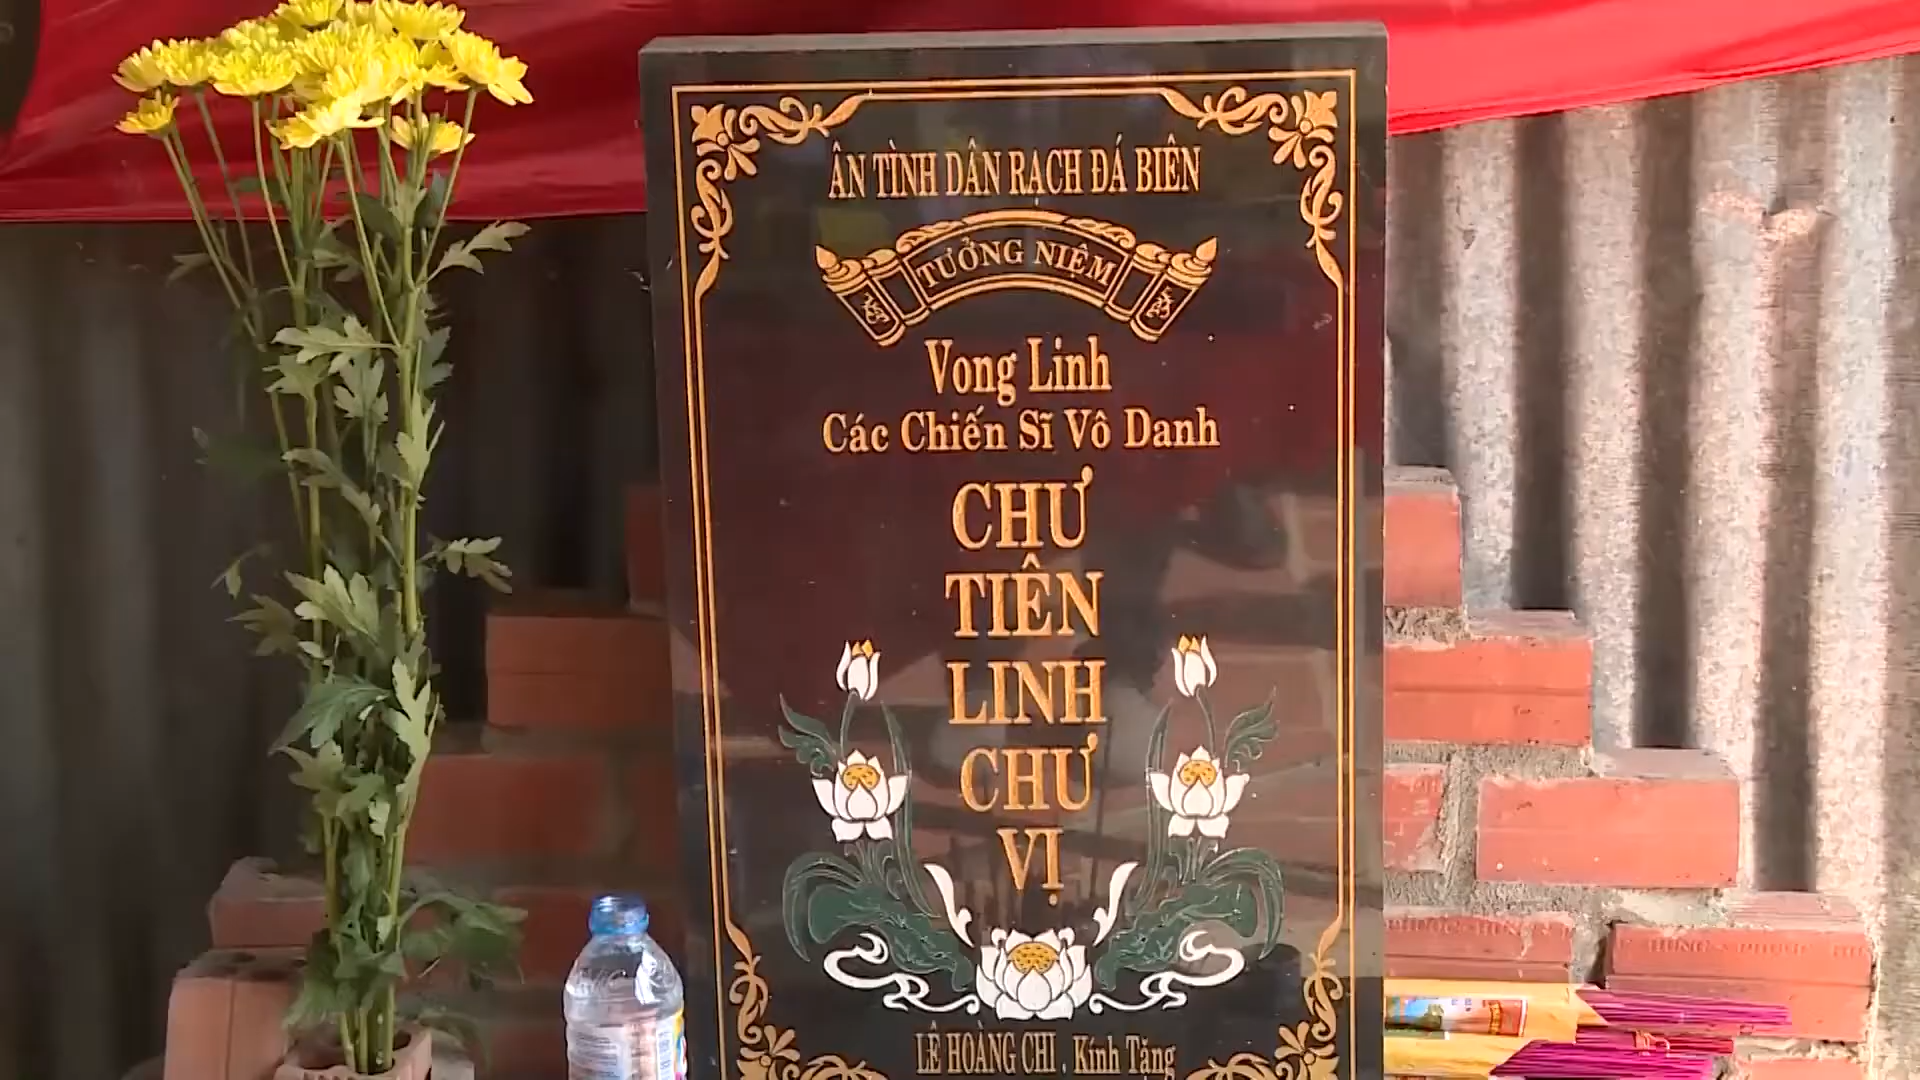 ÂN TÌNH DÂN RẠCH ĐÁ BIÊN
TƯỞNG NIỆM
Vong Linh
Các Chiến Sĩ Vô Danh
CHƯ
TIÊN
LINH
CHƯ
VỊ
LÊ HOÀNG CHI . Kính Tặng